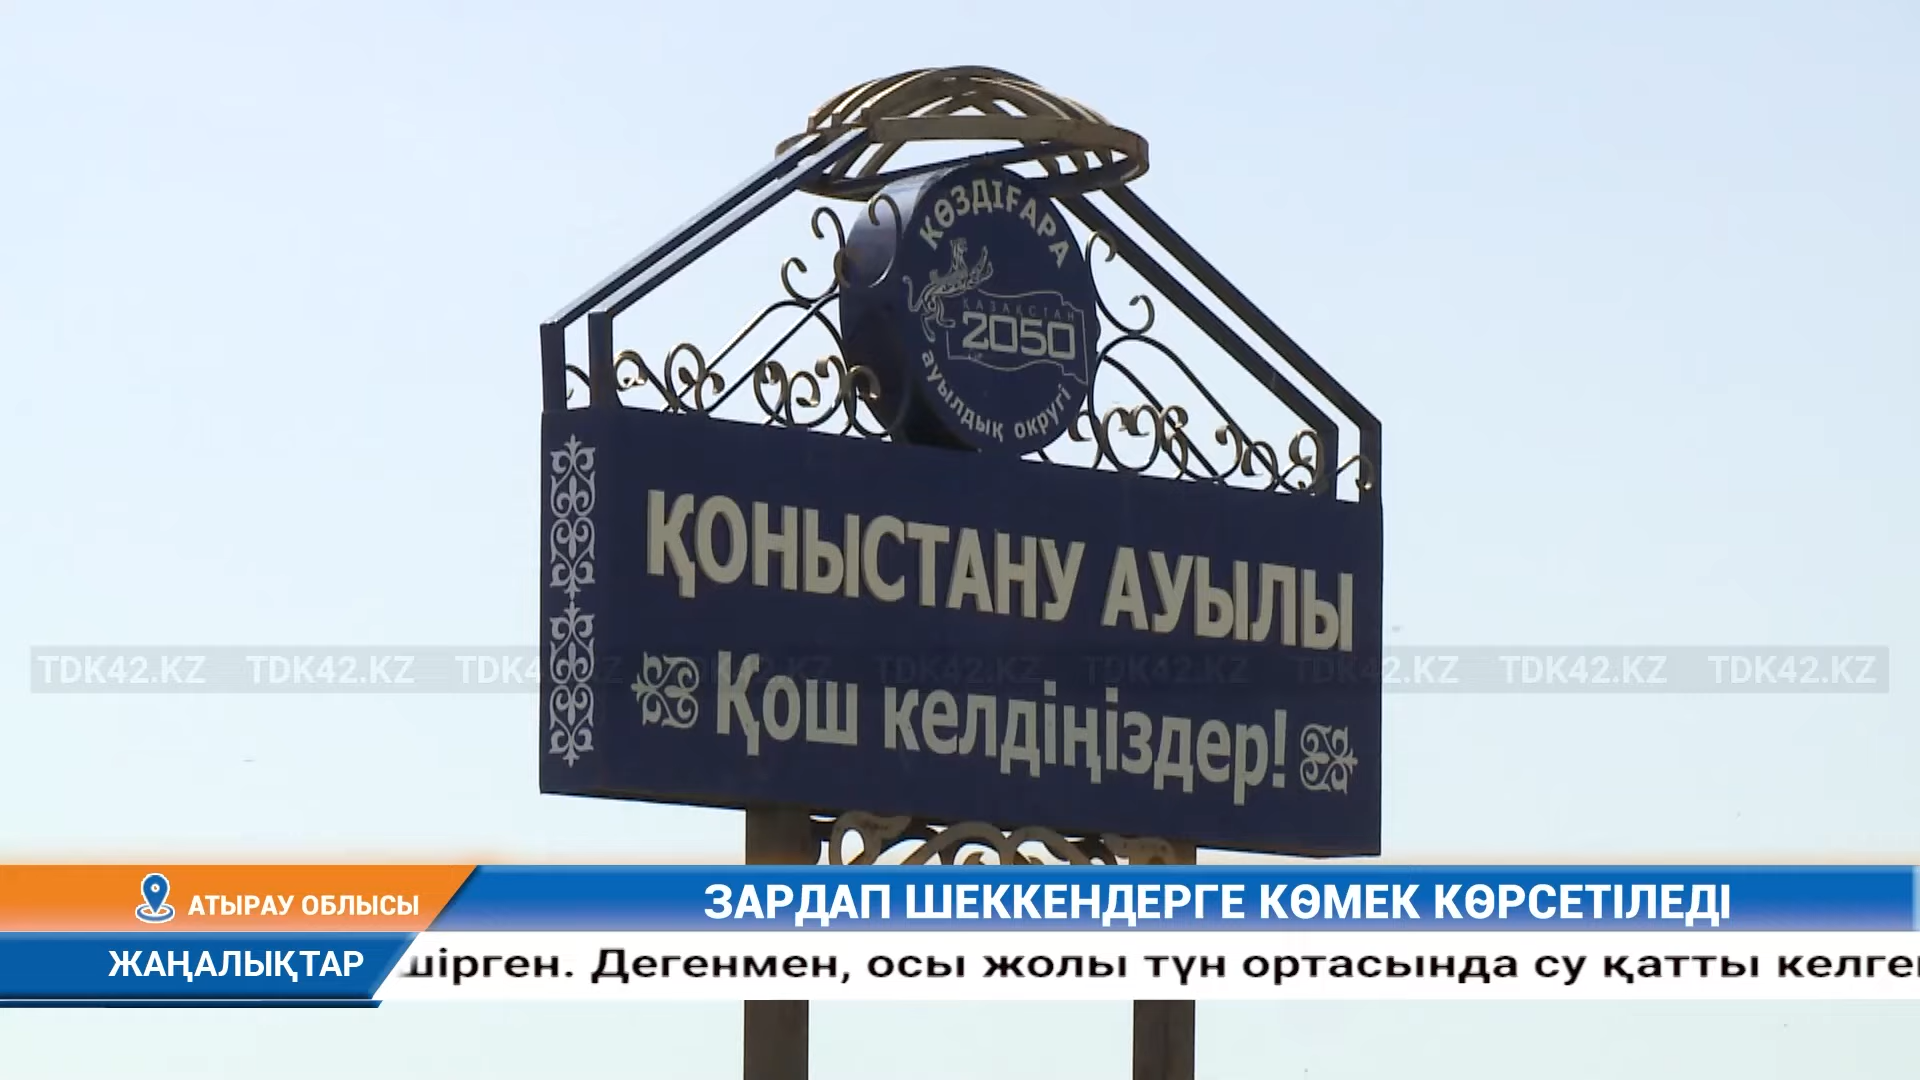 КӨЗДІҒАРА
ҚАЗАҚСТАН
2050
ауылдық округі
ҚОНЫСТАНУ АУЫЛЫ
Қош келдіңіздер!
TDK42.KZ TDK42.KZ TDK42.KZ TDK42.KZ TDK42.KZ TDK42.KZ TDK42.KZ TDK42.KZ TDK42.KZ
АТЫРАУ ОБЛЫСЫ
ЗАРДАП ШЕККЕНДЕРГЕ КӨМЕК КӨРСЕТІЛЕДІ
ЖАҢАЛЫҚТАР
шірген. Дегенмен, осы жолы түн ортасында су қатты келге